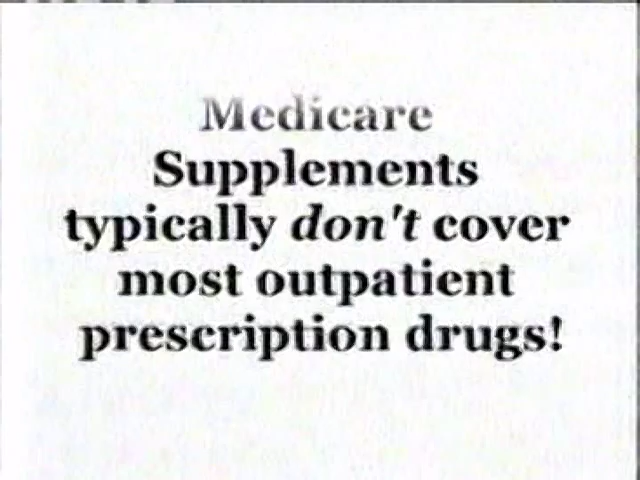 Medicare
Supplements
typically don't cover
most outpatient
prescription drugs!